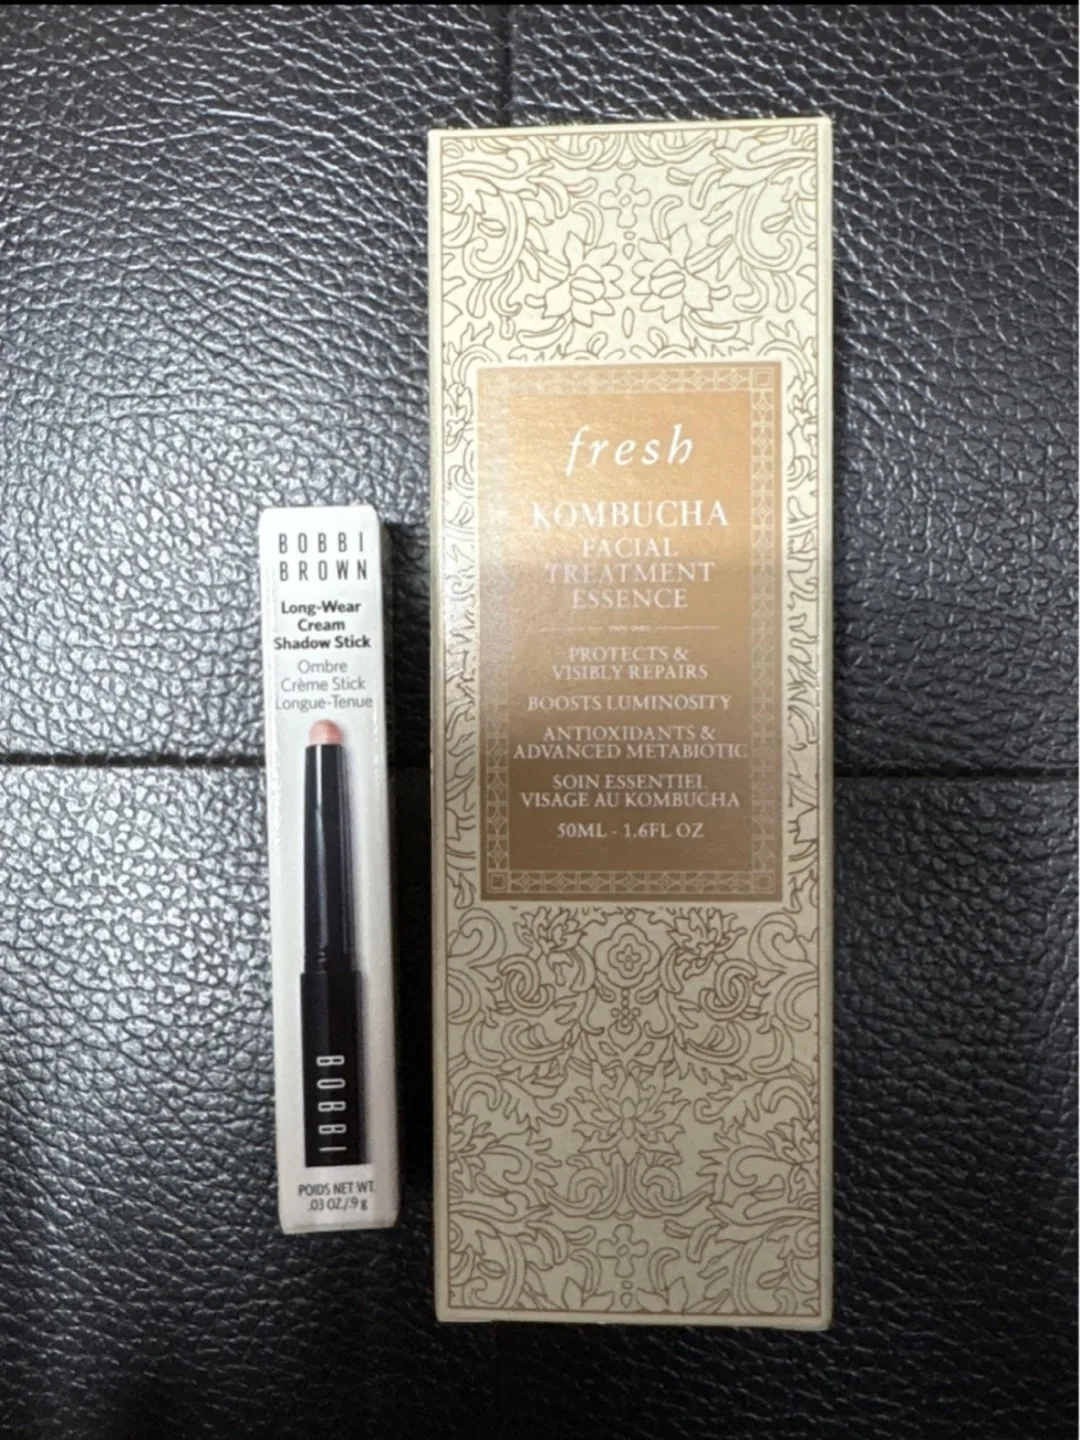 BOBBI
BROWN
Long-Wear
Cream
Shadow Stick
Ombre
Crème Stick
Longue-Tenue
BOBBI
POIDS NET WT.
.03 OZ./.9 g
fresh
KOMBUCHA
FACIAL
TREATMENT
ESSENCE
PROTECTS &
VISIBLY REPAIRS
BOOSTS LUMINOSITY
ANTIOXIDANTS &
ADVANCED METABIOTIC
SOIN ESSENTIEL
VISAGE AU KOMBUCHA
50ML - 1.6FL OZ